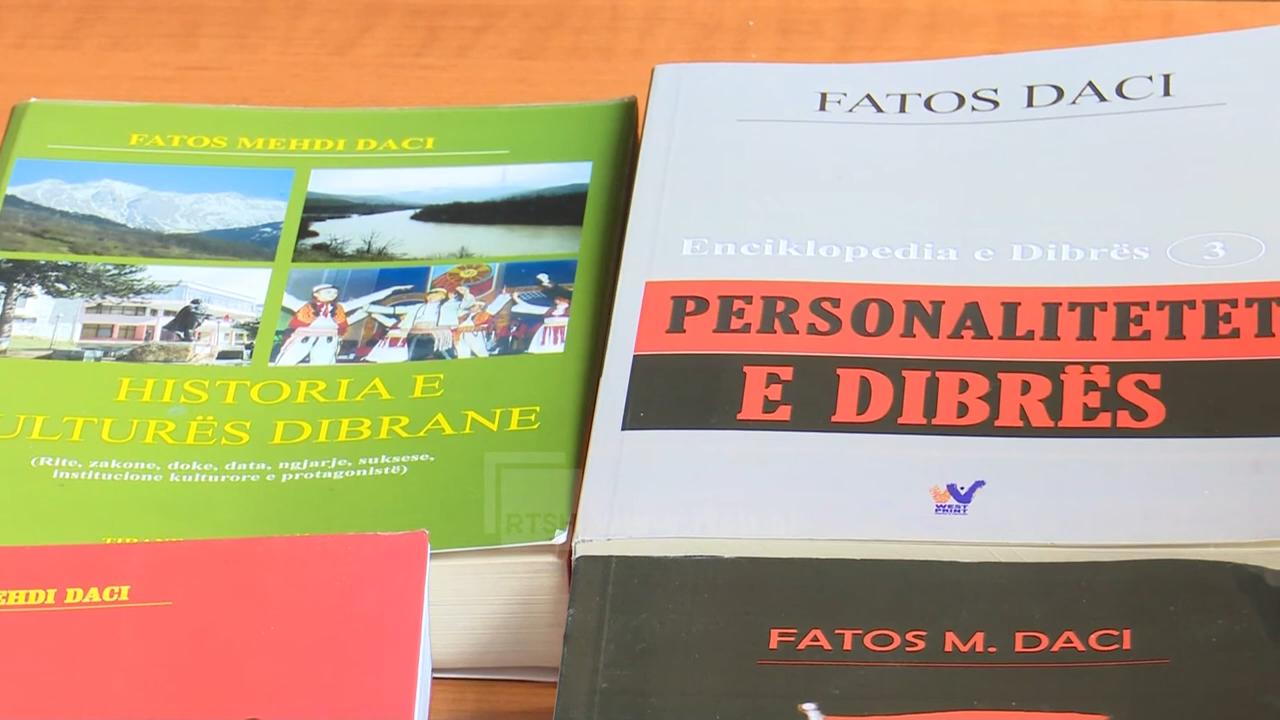 FATOS MEHDI DACI
HISTORIA E
ULTURËS DIBRANE
(Rite, zakone, doke, data, ngjarje, suksese,
institucione kulturore e protagonistë)
FATOS DACI
Enciklopedia e Dibrës 3
PERSONALITETET
E DIBRËS
WEST
PRINT
EHDI DACI
FATOS M. DACI